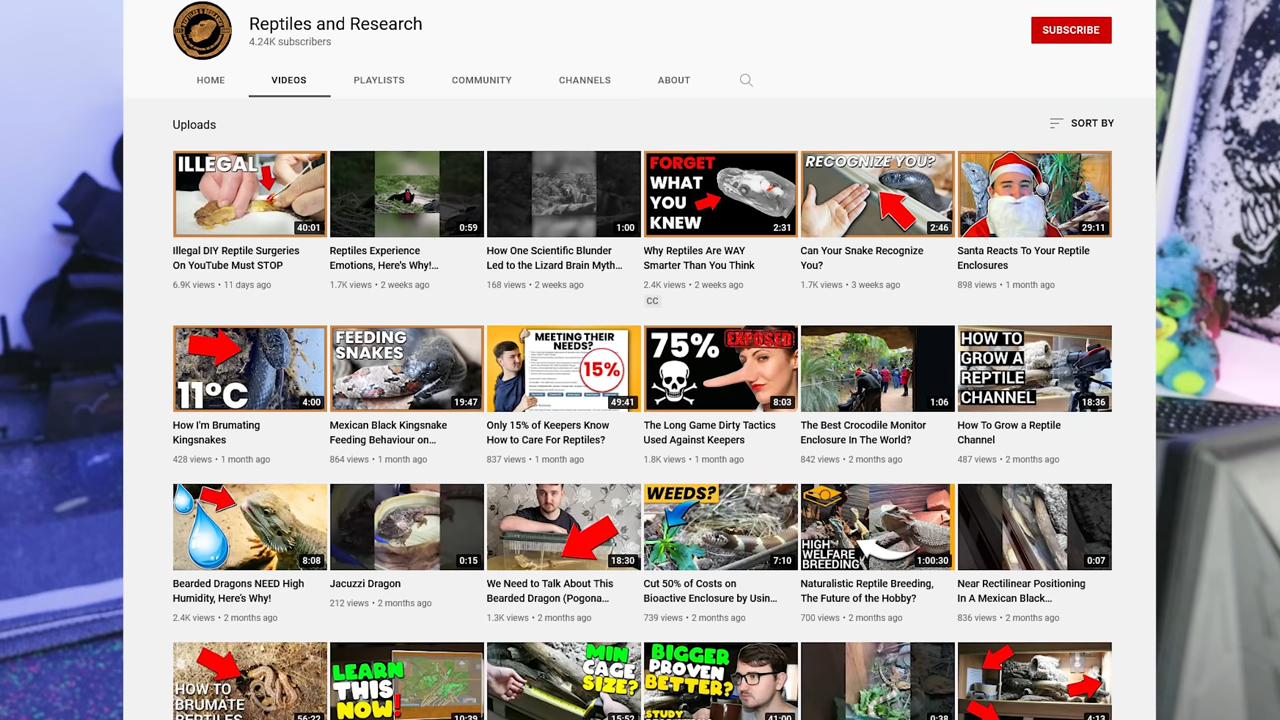 Reptiles and Research
4.24K subscribers
SUBSCRIBE
HOME
VIDEOS
PLAYLISTS
COMMUNITY
CHANNELS
ABOUT
Uploads
SORT BY
ILLEGAL
40:01
0:59
1:00
FORGET
WHAT
YOU
KNEW
2:31
RECOGNIZE YOU?
2:46
29:11
Illegal DIY Reptile Surgeries
On YouTube Must STOP
6.9K views • 11 days ago
Reptiles Experience
Emotions, Here's Why!...
1.7K views • 2 weeks ago
How One Scientific Blunder
Led to the Lizard Brain Myth...
168 views • 2 weeks ago
Why Reptiles Are WAY
Smarter Than You Think
2.4K views • 2 weeks ago
CC
Can Your Snake Recognize
You?
1.7K views • 3 weeks ago
Santa Reacts To Your Reptile
Enclosures
898 views • 1 month ago
11°C
4:00
FEEDING
SNAKES
19:47
MEETING THEIR
NEEDS?
15%
49:41
75%
EXPOSED
8:03
1:06
HOW TO
GROW A
REPTILE
CHANNEL
18:36
How I'm Brumating
Kingsnakes
428 views • 1 month ago
Mexican Black Kingsnake
Feeding Behaviour on...
864 views • 1 month ago
Only 15% of Keepers Know
How to Care For Reptiles?
837 views • 1 month ago
The Long Game Dirty Tactics
Used Against Keepers
1.8K views • 1 month ago
The Best Crocodile Monitor
Enclosure In The World?
842 views • 2 months ago
How To Grow a Reptile
Channel
487 views • 2 months ago
8:08
0:15
18:30
WEEDS?
7:10
HIGH
WELFARE
BREEDING
1:00:30
0:07
Bearded Dragons NEED High
Humidity, Here's Why!
2.4K views • 2 months ago
Jacuzzi Dragon
212 views • 2 months ago
We Need to Talk About This
Bearded Dragon (Pogona...
1.3K views • 2 months ago
Cut 50% of Costs on
Bioactive Enclosure by Usin...
739 views • 2 months ago
Naturalistic Reptile Breeding,
The Future of the Hobby?
700 views • 2 months ago
Near Rectilinear Positioning
In A Mexican Black...
836 views • 2 months ago
HOW TO
BRUMATE
REPTILES
56:22
LEARN
THIS
NOW!
10:39
MIN
CAGE
SIZE?
15:52
BIGGER
PROVEN
BETTER?
STUDY
41:00
0:38
4:13